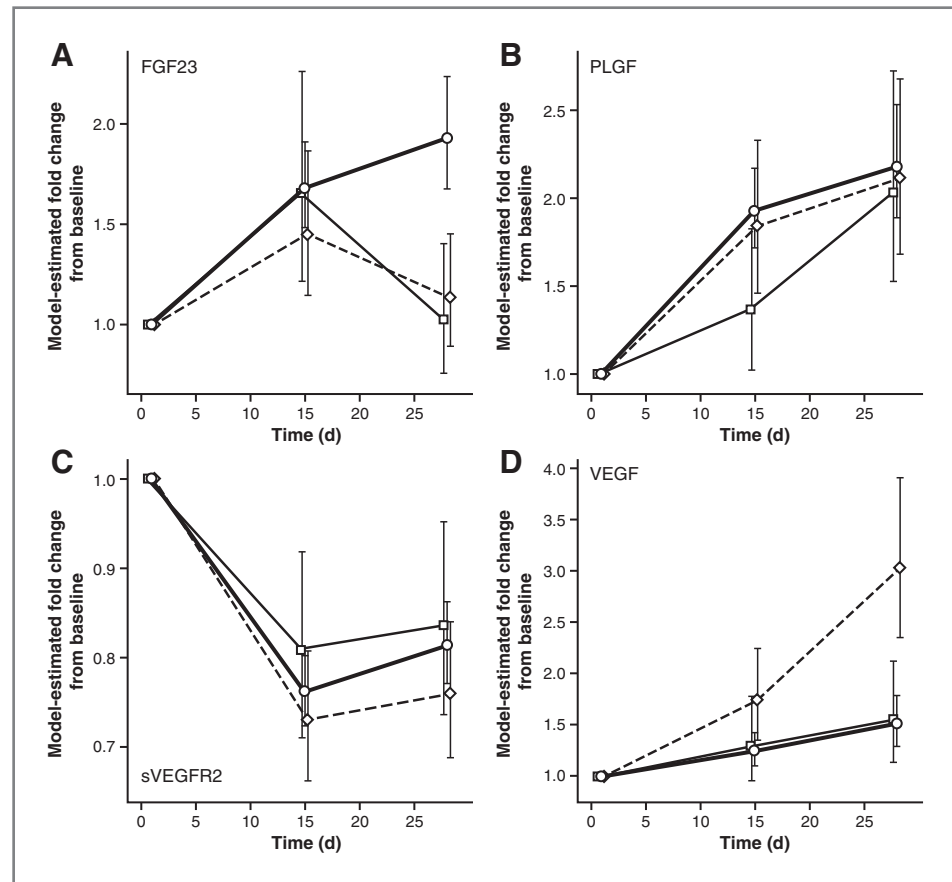 A
FGF23
Model-estimated fold change
from baseline
2.0
1.5
1.0
0
5
10
15
20
25
Time (d)
B
PLGF
Model-estimated fold change
from baseline
2.5
2.0
1.5
1.0
0
5
10
15
20
25
Time (d)
C
sVEGFR2
Model-estimated fold change
from baseline
1.0
0.9
0.8
0.7
0
5
10
15
20
25
Time (d)
D
VEGF
Model-estimated fold change
from baseline
4.0
3.5
3.0
2.5
2.0
1.5
1.0
0
5
10
15
20
25
Time (d)